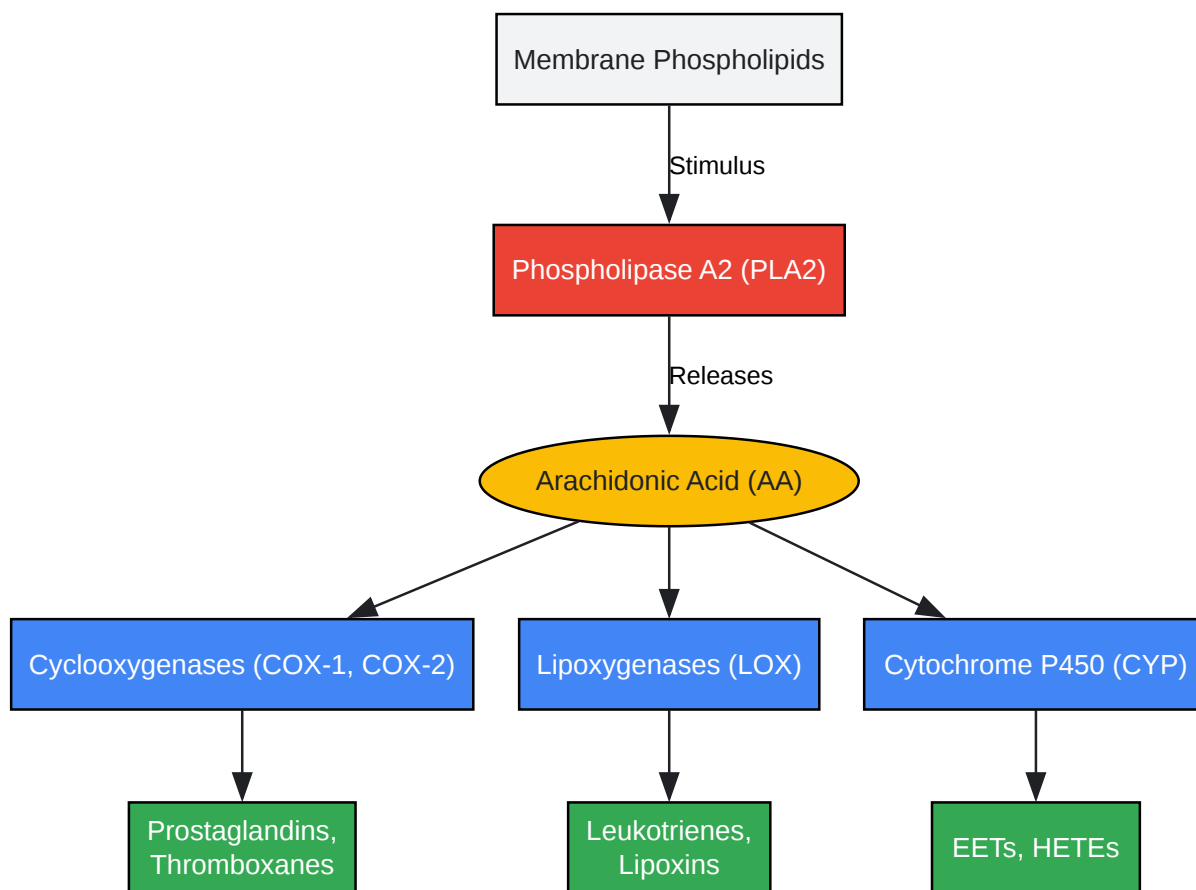 Membrane Phospholipids
Stimulus
Phospholipase A2 (PLA2)
Releases
Arachidonic Acid (AA)
Cyclooxygenases (COX-1, COX-2)
Lipoxygenases (LOX)
Cytochrome P450 (CYP)
Prostaglandins,
Thromboxanes
Leukotrienes,
Lipoxins
EETs, HETEs